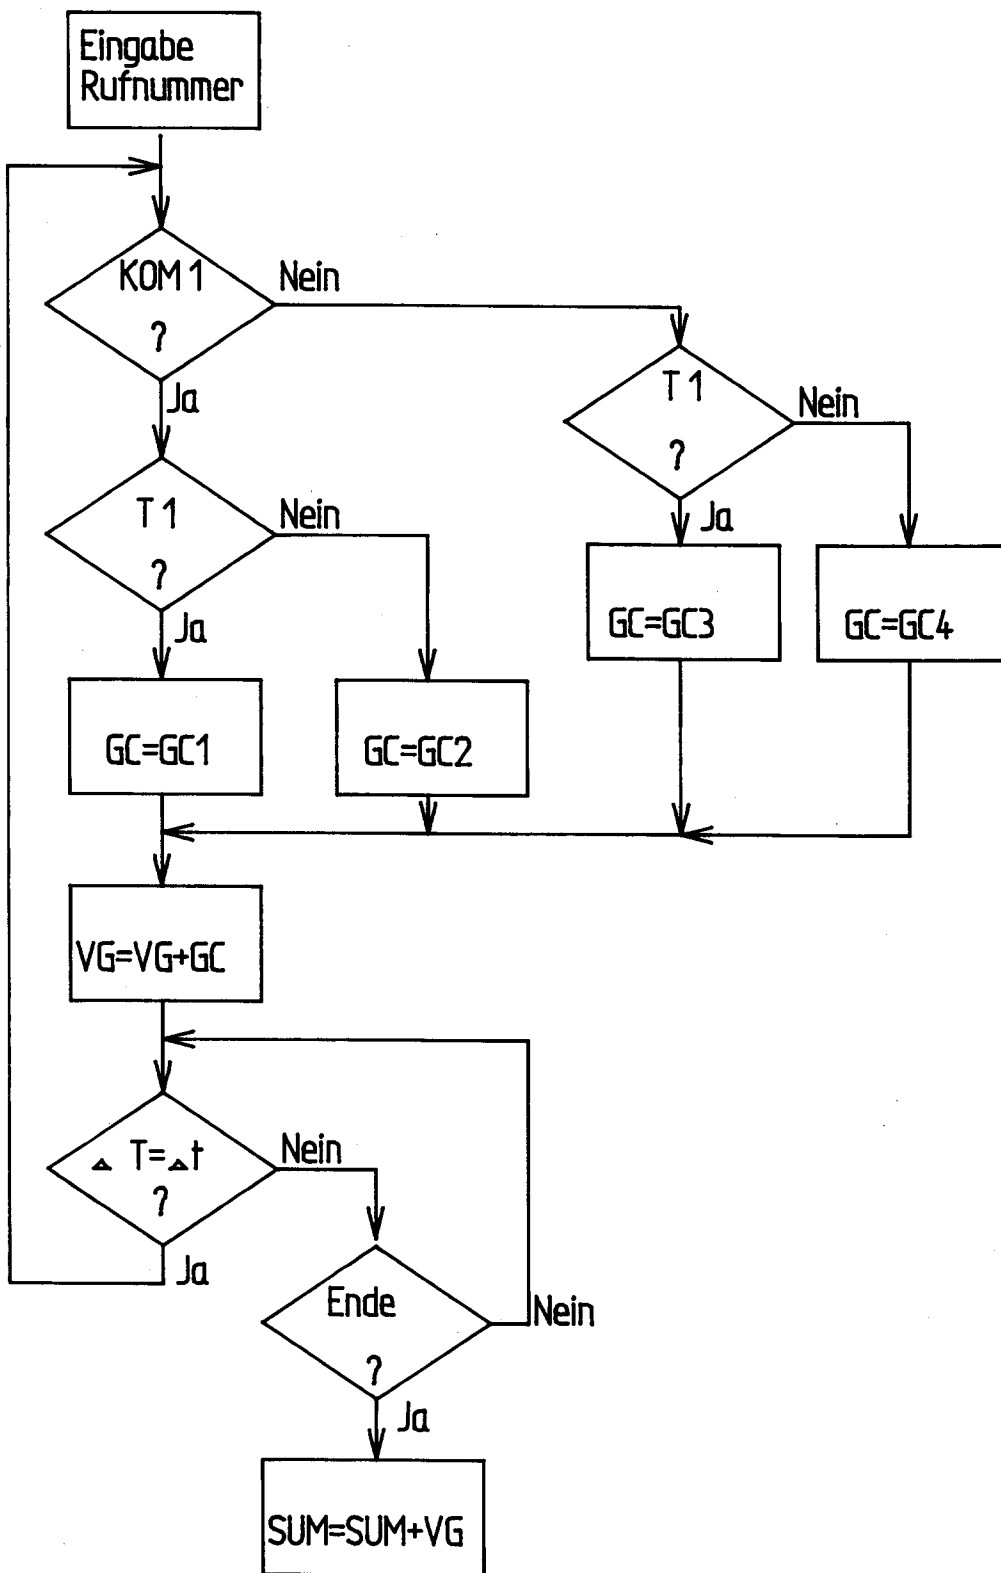 Eingabe
Rufnummer
KOM 1
?
Nein
Ja
T 1
?
Nein
Ja
T 1
?
Nein
Ja
GC=GC3
GC=GC4
GC=GC1
GC=GC2
VG=VG+GC
Δ T=Δt
?
Nein
Ja
Ende
?
Nein
Ja
SUM=SUM+VG